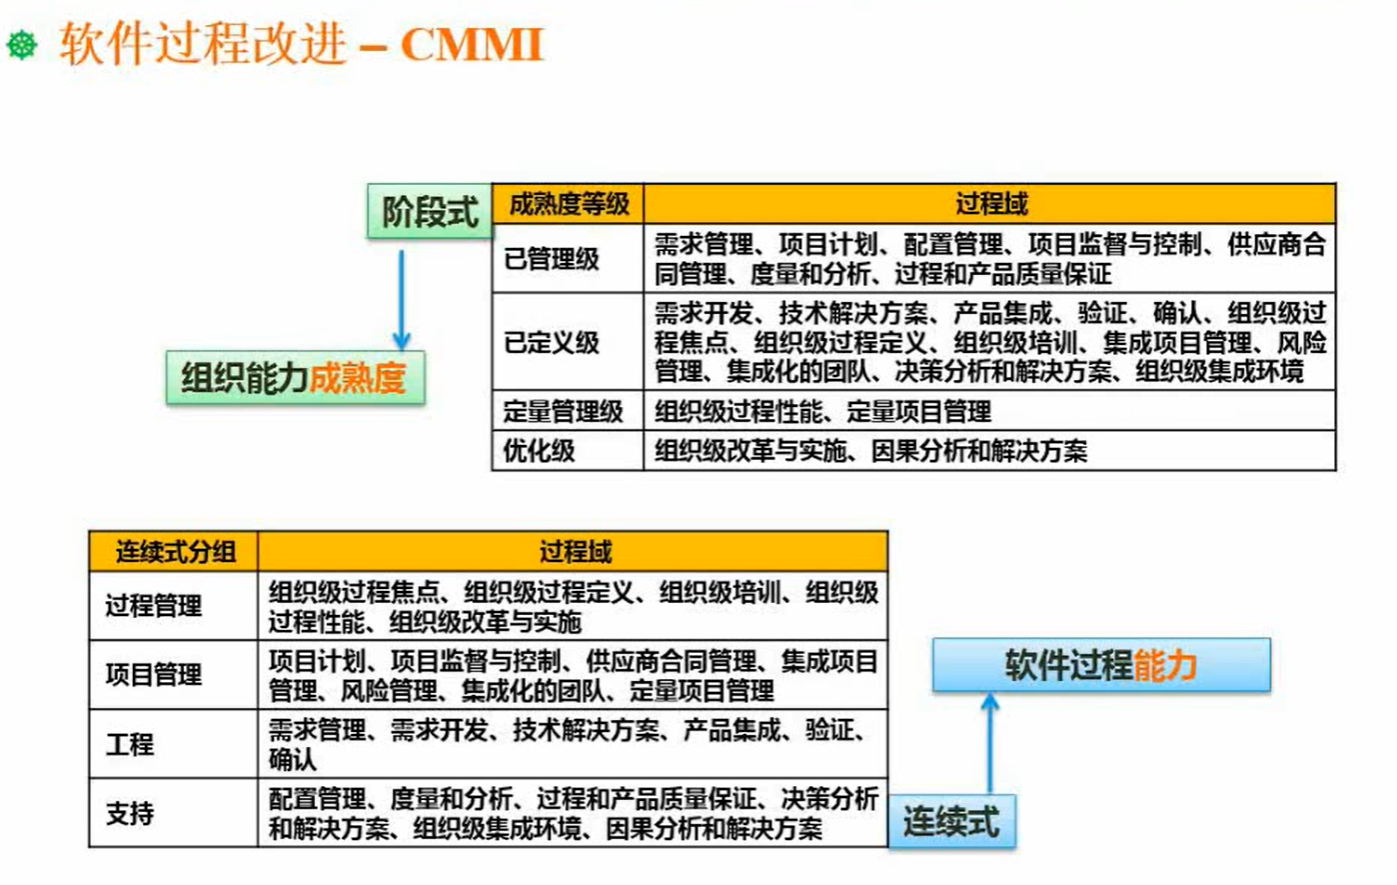 软件过程改进 – CMMI
阶段式
组织能力成熟度
成熟度等级 过程域
已管理级
需求管理、项目计划、配置管理、项目监督与控制、供应商合
同管理、度量和分析、过程和产品质量保证
已定义级
需求开发、技术解决方案、产品集成、验证、确认、组织级过
程焦点、组织级过程定义、组织级培训、集成项目管理、风险
管理、集成化的团队、决策分析和解决方案、组织级集成环境
定量管理级 组织级过程性能、定量项目管理
优化级 组织级改革与实施、因果分析和解决方案
连续式分组 过程域
过程管理
组织级过程焦点、组织级过程定义、组织级培训、组织级
过程性能、组织级改革与实施
项目管理
项目计划、项目监督与控制、供应商合同管理、集成项目
管理、风险管理、集成化的团队、定量项目管理
工程
需求管理、需求开发、技术解决方案、产品集成、验证、
确认
支持
配置管理、度量和分析、过程和产品质量保证、决策分析
和解决方案、组织级集成环境、因果分析和解决方案
软件过程能力
连续式